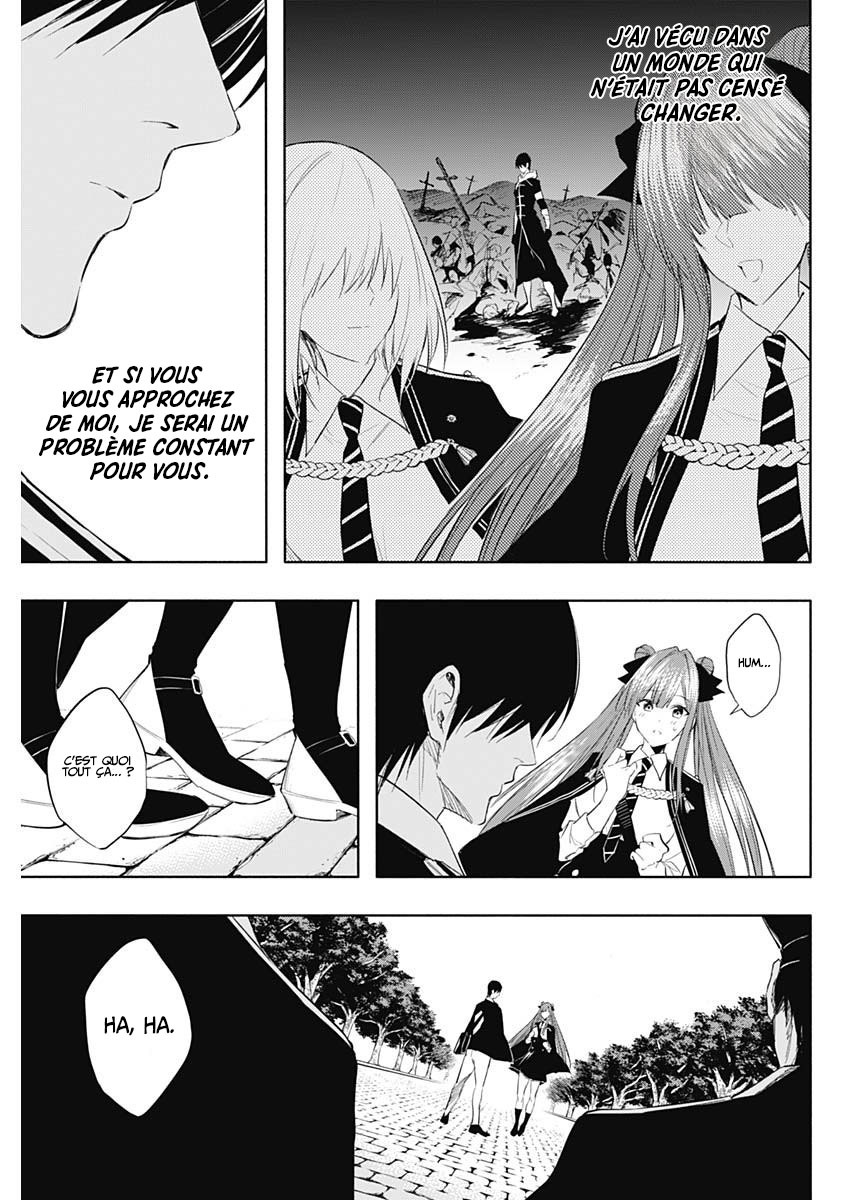 J'AI VÉCU DANS
UN MONDE QUI
N'ÉTAIT PAS CENSÉ
CHANGER.
ET SI VOUS
VOUS APPROCHEZ
DE MOI, JE SERAI UN
PROBLÈME CONSTANT
POUR VOUS.
HUM...
C'EST QUOI
TOUT ÇA... ?
HA, HA.